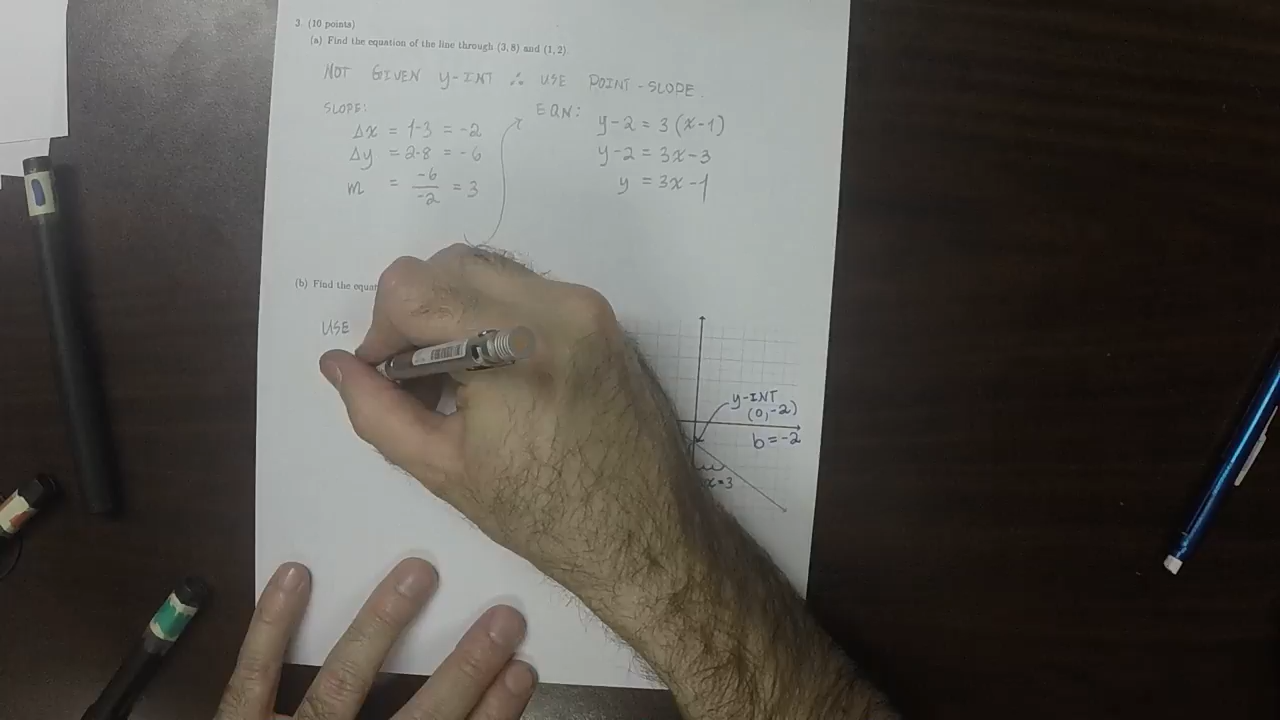 3. (10 points)
(a) Find the equation of the line through (3, 8) and (1, 2).
NOT GIVEN y-INT ∴ USE POINT-SLOPE.
SLOPE:
Δx = 1-3 = -2
Δy = 2-8 = -6
m = -6/-2 = 3
EQN:
y-2 = 3(x-1)
y-2 = 3x-3
y = 3x-1
(b) Find the equat
USE
y-INT
(0,-2)
b=-2
x=3